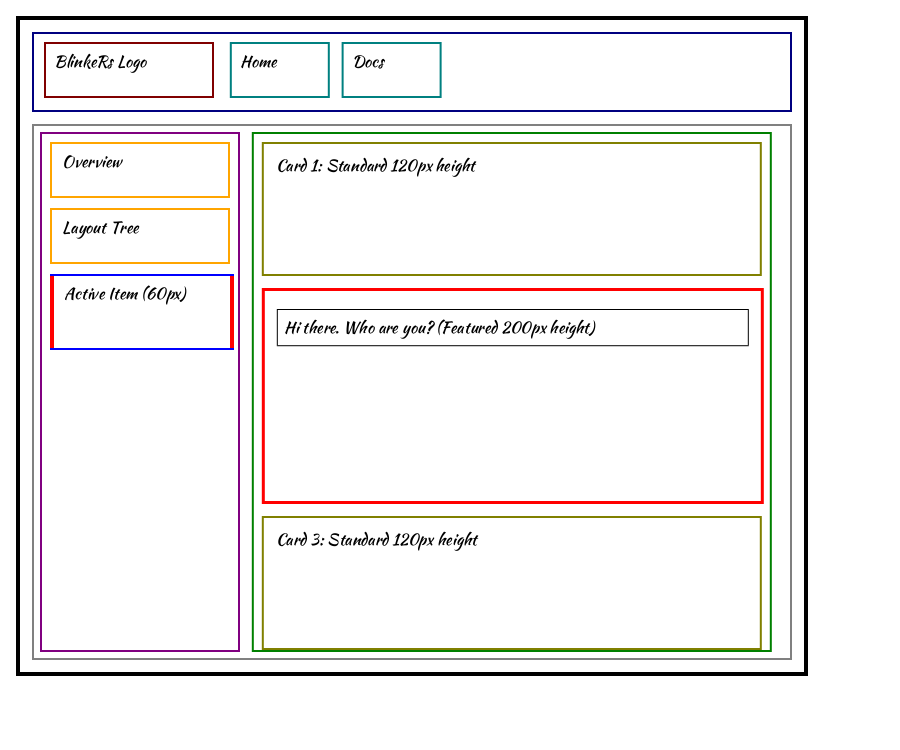 BlinkeRs Logo
Home
Docs
Overview
Layout Tree
Active Item (60px)
Card 1: Standard 120px height
Hi there. Who are you? (Featured 200px height)
Card 3: Standard 120px height